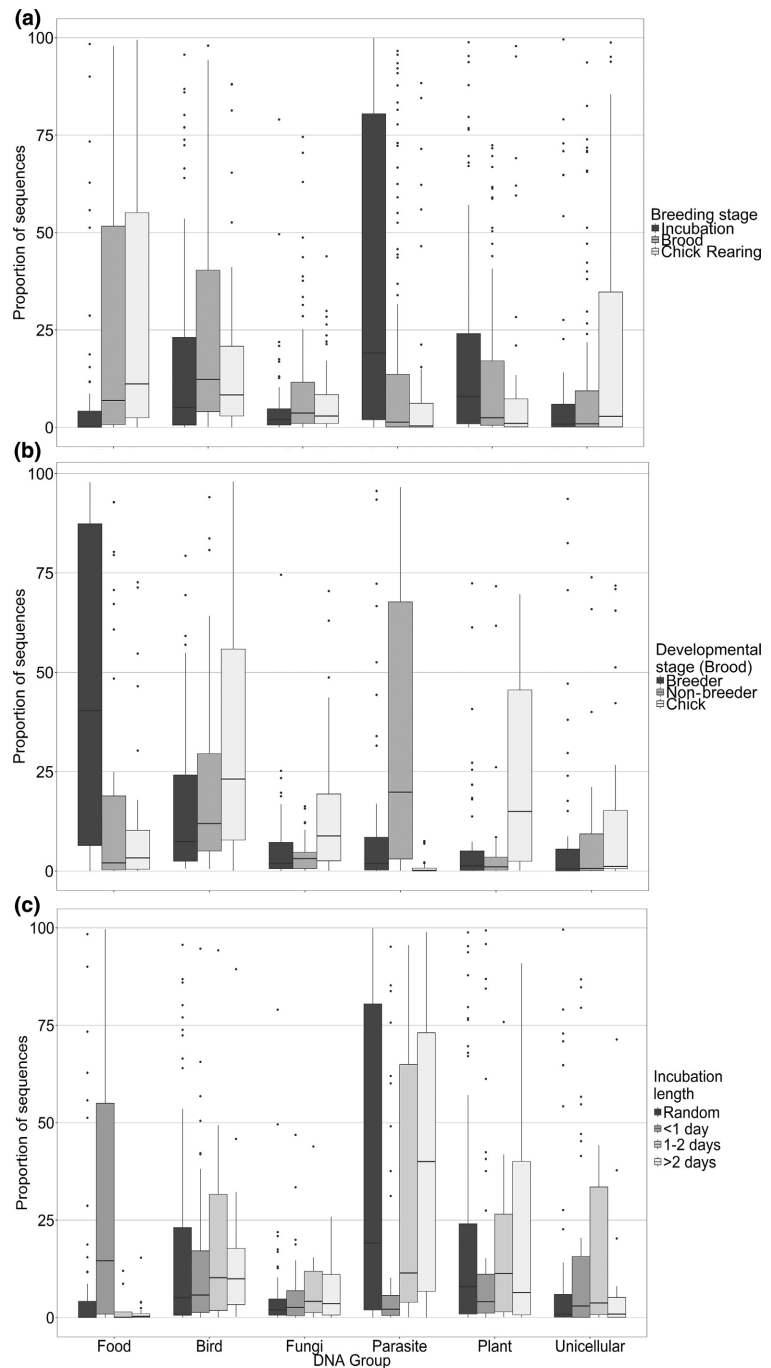 (a)
100
75
50
25
0
Proportion of sequences
Breeding stage
Incubation
Brood
Chick Rearing
(b)
100
75
50
25
0
Proportion of sequences
Developmental
stage (Brood)
Breeder
Non-breeder
Chick
(c)
100
75
50
25
0
Proportion of sequences
Incubation
length
Random
<1 day
1-2 days
>2 days
Food Bird Fungi Parasite Plant Unicellular
DNA Group